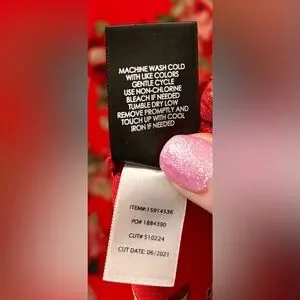 MACHINE WASH COLD
WITH LIKE COLORS
GENTLE CYCLE
USE NON-CHLORINE
BLEACH IF NEEDED
TUMBLE DRY LOW
REMOVE PROMPTLY AND
TOUCH UP WITH COOL
IRON IF NEEDED
ITEM#:15914536
PO# 1884390
CUT# 510224
CUT DATE: 06/2021